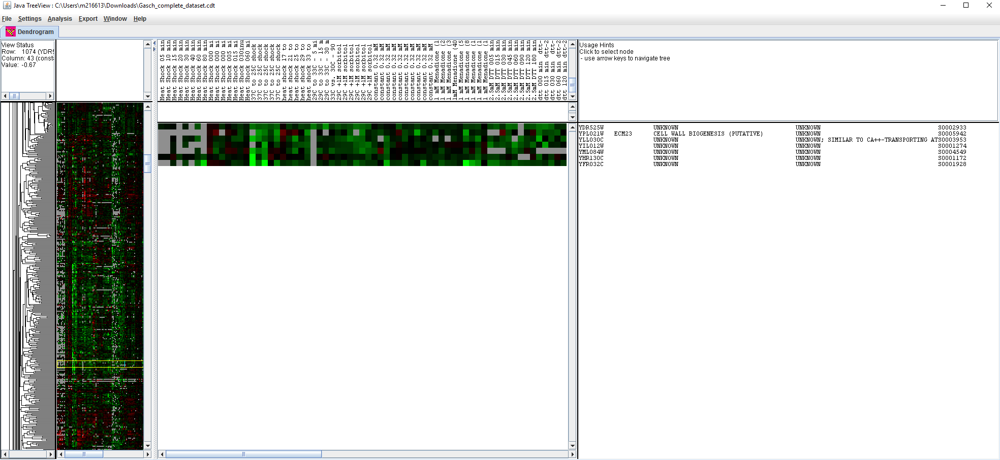 Java TreeView : C:\Users\m216613\Downloads\Gasch_complete_dataset.cdt
File Settings Analysis Export Window Help
Dendrogram
View Status
Row: 1074 (YDR5
Column: 43 (consta
Value: -0.67
Heat Shock 05 min
Heat Shock 10 min
Heat Shock 15 min
Heat Shock 20 min
Heat Shock 30 min
Heat Shock 40 min
Heat Shock 60 min
Heat Shock 80 min
Heat Shock 000 mi
Heat Shock 000 mi
Heat Shock 000 mi
Heat Shock 005 mi
Heat Shock 015 mi
Heat Shock 030inu
Heat Shock 060 mi
37C to 25C shock
37C to 25C shock
37C to 25C shock
37C to 25C shock
37C to 25C shock
heat shock 17 to
heat shock 21 to
heat shock 25 to
heat shock 29 to
heat shock 33 to
29C to 33C - 5 mi
29C to 33C - 15 m
29C to 33C - 30 m
33C vs. 30C - 90
29C +1M sorbitol
29C +1M sorbitol
29C +1M sorbitol
29C +1M sorbitol
29C +1M sorbitol
29C +1M sorbitol
constant 0.32 mM
constant 0.32 mM
constant 0.32 mM
constant 0.32 mM
constant 0.32 mM
constant 0.32 mM
constant 0.32 mM
constant 0.32 mM
constant 0.32 mM
constant 0.32 mM
1 mM Menadione (1
1 mM Menadione (2
1 mM Menadione (3
1mM Menadione (40
1 mM Menadione (5
1 mM Menadione (8
1 mM Menadione (1
1 mM Menadione (1
1 mM Menadione (1
2.5mM DTT 005 min
2.5mM DTT 015 min
2.5mM DTT 030 min
2.5mM DTT 045 min
2.5mM DTT 060 min
2.5mM DTT 090 min
2.5mM DTT 120 min
2.5mM DTT 180 min
dtt 000 min dtt-
dtt 015 min dtt-2
dtt 030 min dtt-2
dtt 060 min dtt-2
dtt 120 min dtt-2
Usage Hints
Click to select node
- use arrow keys to navigate tree
YDR525W UNKNOWN UNKNOWN S0002933
YPL021W ECM23 CELL WALL BIOGENESIS (PUTATIVE) UNKNOWN S0005942
YLL030C UNKNOWN UNKNOWN; SIMILAR TO CA++-TRANSPORTING ATS0003953
YIL012W UNKNOWN UNKNOWN S0001274
YML084W UNKNOWN UNKNOWN S0004549
YHR130C UNKNOWN UNKNOWN S0001172
YFR032C UNKNOWN UNKNOWN S0001928